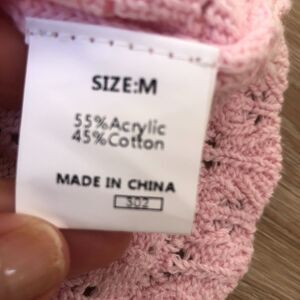 SIZE:M
55%Acrylic
45%Cotton
MADE IN CHINA
302